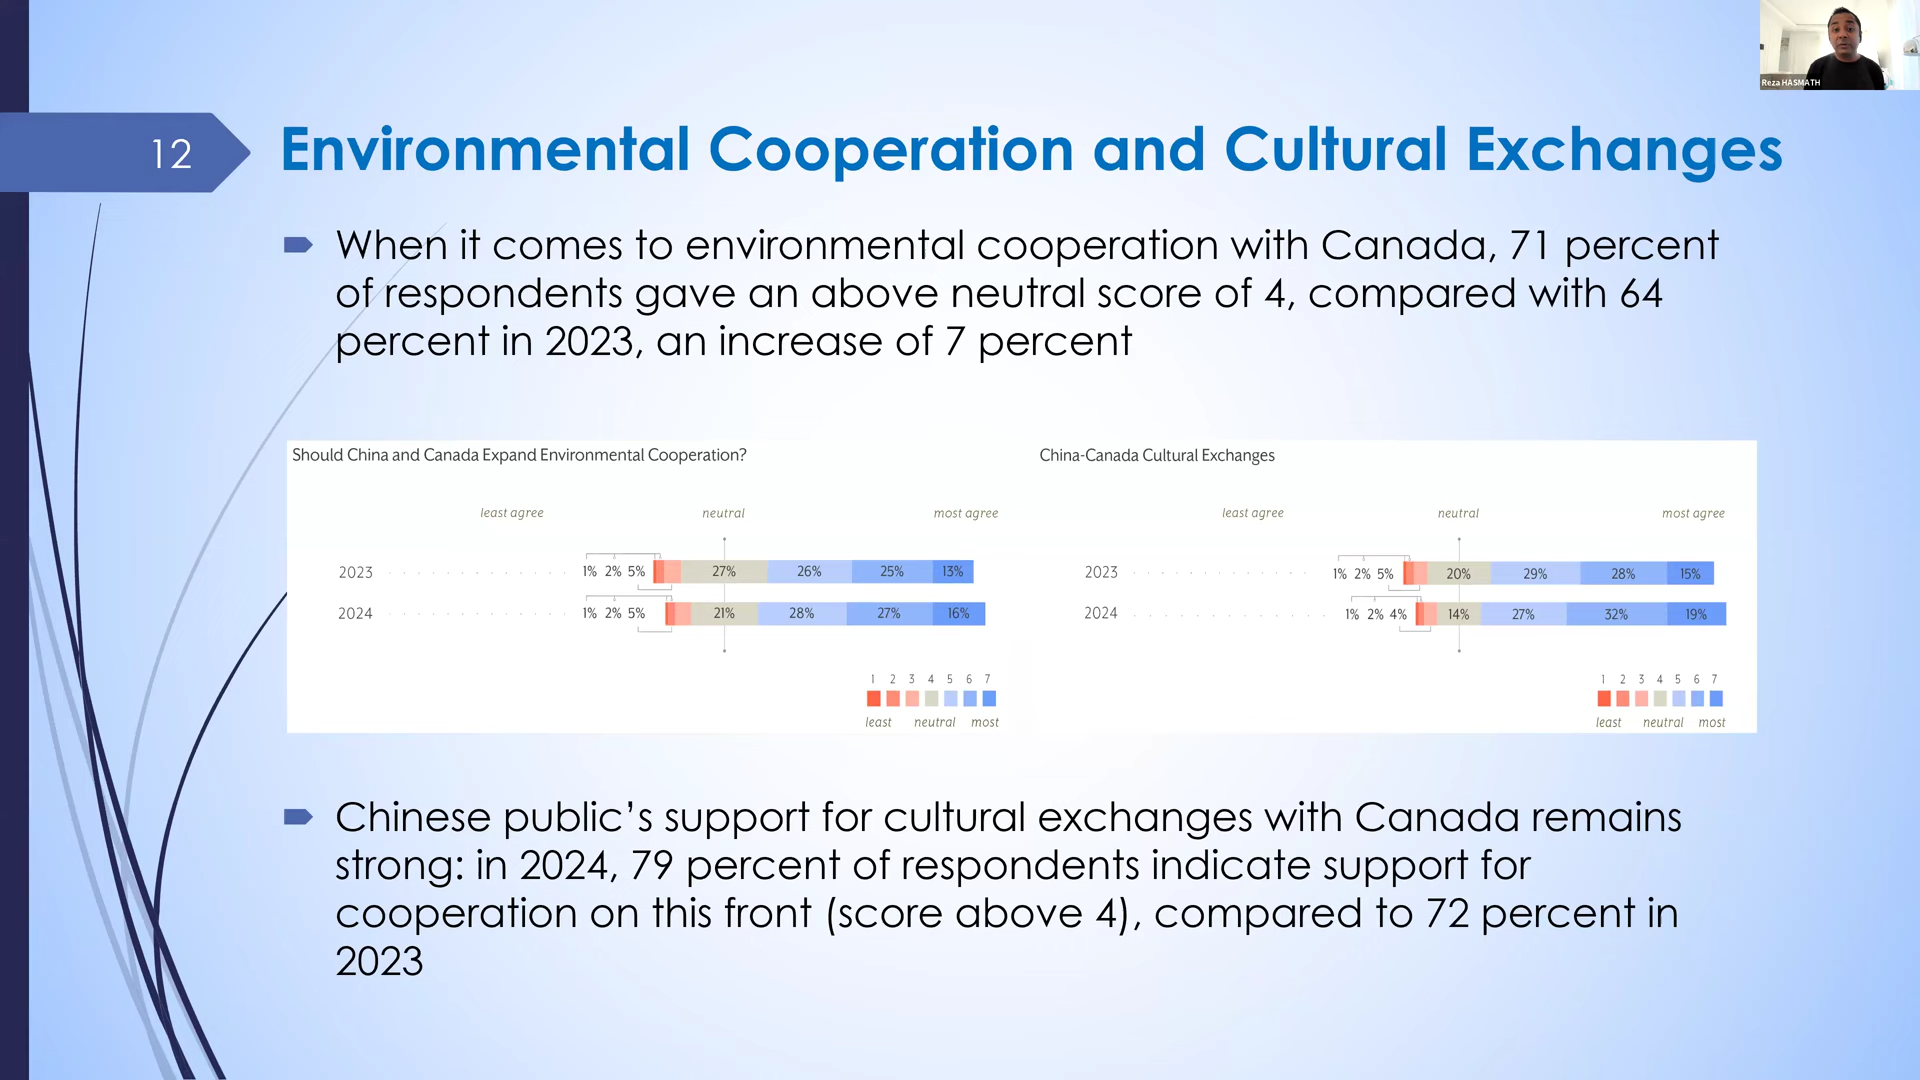 Reza HASMATH
12
Environmental Cooperation and Cultural Exchanges
When it comes to environmental cooperation with Canada, 71 percent
of respondents gave an above neutral score of 4, compared with 64
percent in 2023, an increase of 7 percent
Should China and Canada Expand Environmental Cooperation?
least agree neutral most agree
2023 1% 2% 5% 27% 26% 25% 13%
2024 1% 2% 5% 21% 28% 27% 16%
1 2 3 4 5 6 7
least neutral most
China-Canada Cultural Exchanges
least agree neutral most agree
2023 1% 2% 5% 20% 29% 28% 15%
2024 1% 2% 4% 14% 27% 32% 19%
1 2 3 4 5 6 7
least neutral most
Chinese public’s support for cultural exchanges with Canada remains
strong: in 2024, 79 percent of respondents indicate support for
cooperation on this front (score above 4), compared to 72 percent in
2023